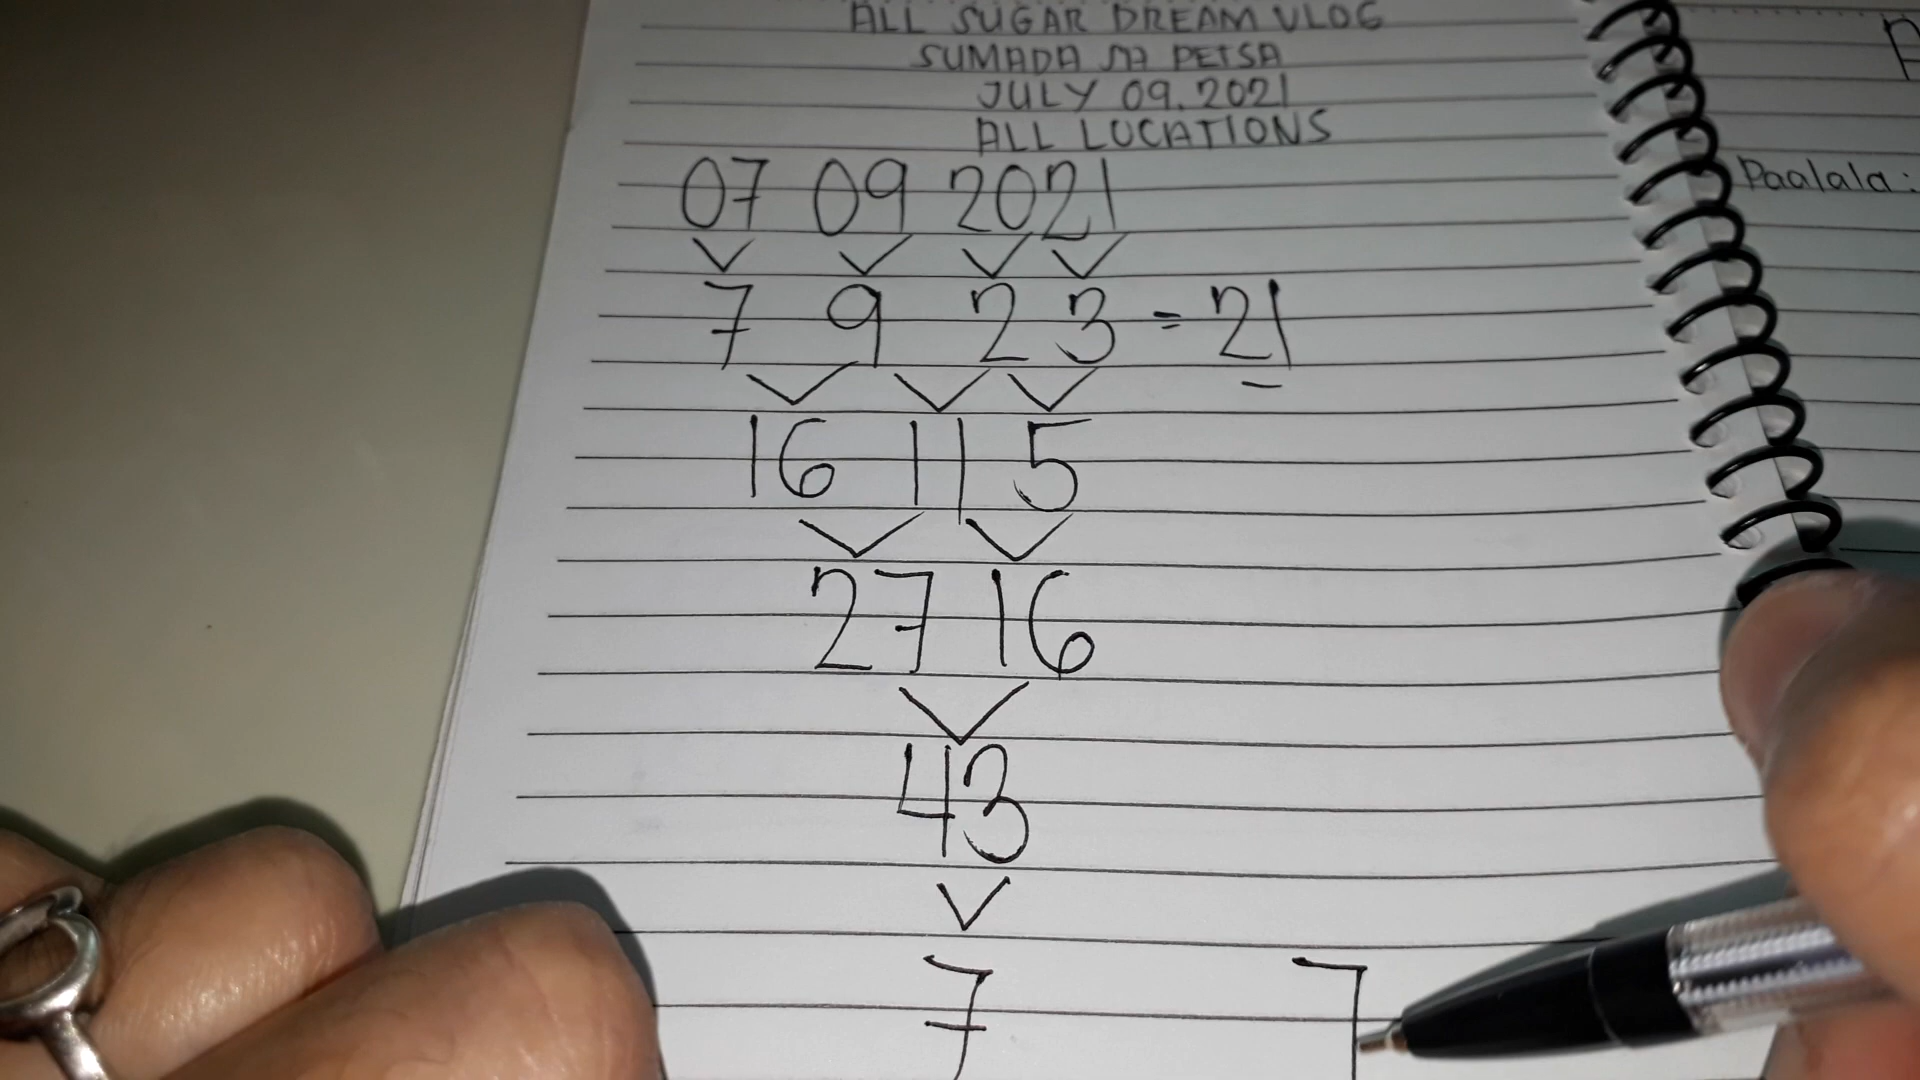 ALL SUGAR DREAM VLOG
SUMADA SA PETSA
JULY 09.2021
ALL LOCATIONS
07 09 2021
7 9 2 3 = 21
16 11 5
27 16
43
7 7
Paalala: